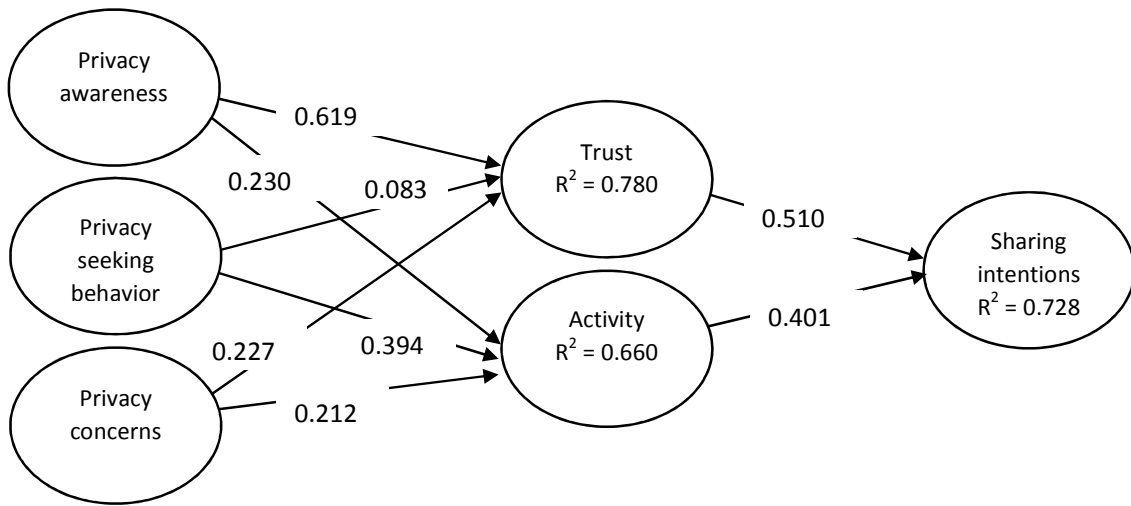 Privacy
awareness
0.619
0.230
Privacy
seeking
behavior
0.083
0.394
Privacy
concerns
0.227
0.212
Trust
R² = 0.780
Activity
R² = 0.660
0.510
0.401
Sharing
intentions
R² = 0.728